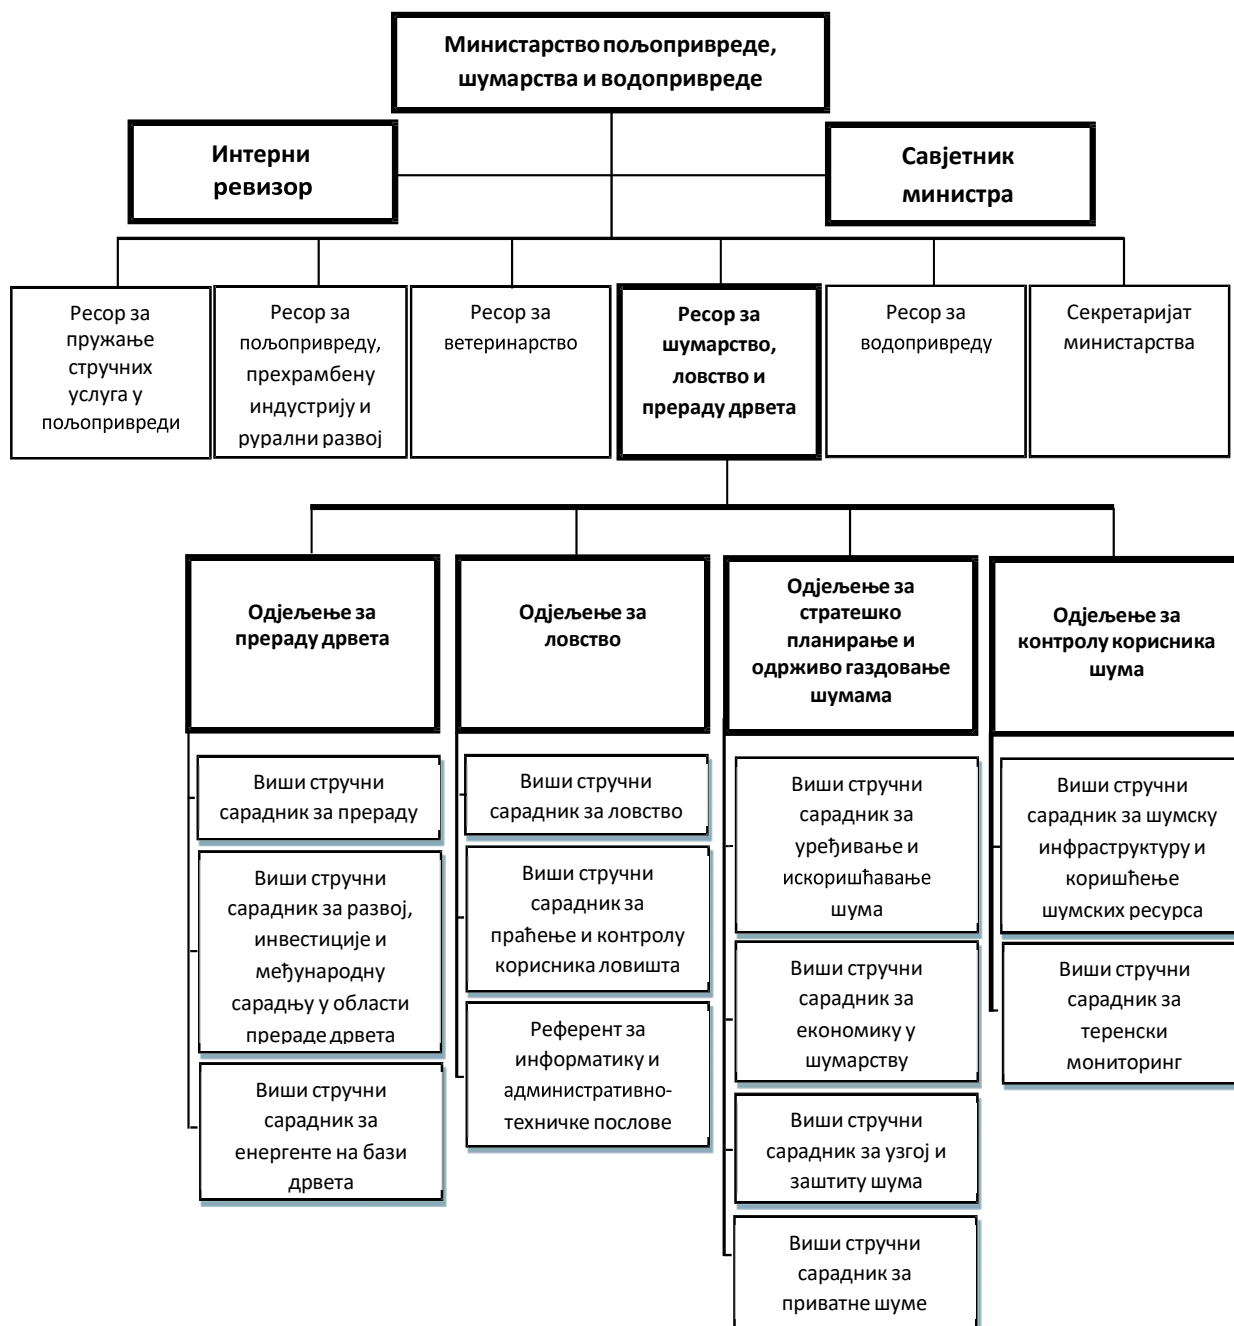 Министарство пољопривреде,
шумарства и водопривреде
Интерни
ревизор
Савјетник
министра
Ресор за
пружање
стручних
услуга у
пољопривреди
Ресор за
пољопривреду,
прехрамбену
индустрију и
рурални развој
Ресор за
ветеринарство
Ресор за
шумарство,
ловство и
прераду дрвета
Ресор за
водопривреду
Секретаријат
министарства
Одјељење за
прераду дрвета
Одјељење за
ловство
Одјељење за
стратешко
планирање и
одрживо газдовање
шумама
Одјељење за
контролу корисника
шума
Виши стручни
сарадник за прераду
Виши стручни
сарадник за развој,
инвестиције и
међународну
сарадњу у области
прераде дрвета
Виши стручни
сарадник за
енергенте на бази
дрвета
Виши стручни
сарадник за ловство
Виши стручни
сарадник за
праћење и контролу
корисника ловишта
Референт за
информатику и
административно-
техничке послове
Виши стручни
сарадник за
уређивање и
искоришћавање
шума
Виши стручни
сарадник за
економику у
шумарству
Виши стручни
сарадник за узгој и
заштиту шума
Виши стручни
сарадник за
приватне шуме
Виши стручни
сарадник за шумску
инфраструктуру и
коришћење
шумских ресурса
Виши стручни
сарадник за
теренски
мониторинг